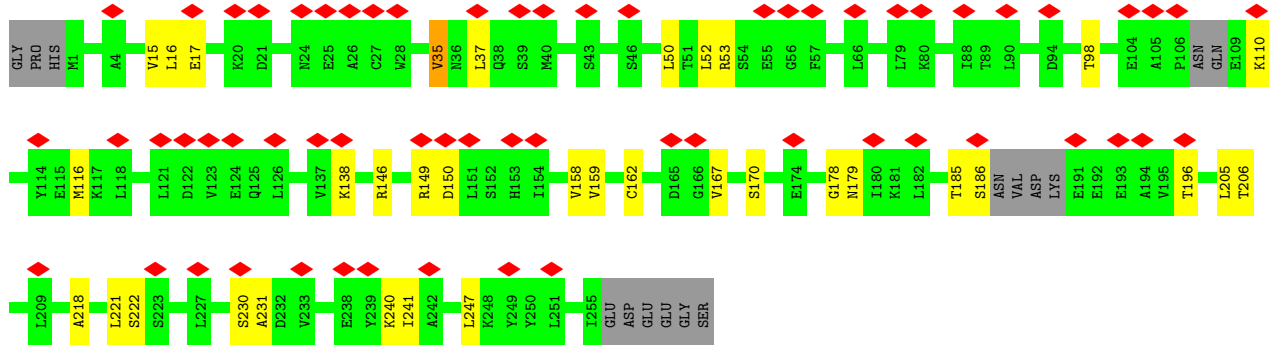 GLY PRO HIS M1 A4 V15 L16 E17 K20 D21 N24 E25 A26 C27 W28 V35 N36 L37 Q38 S39 M40 S43 S46 L50 T51 L52 R53 S54 E55 G56 F57 L66 L79 K80 I88 T89 L90 D94 T98 E104 A105 P106 ASN GLN E109 K110
Y114 E115 M116 K117 L118 L121 D122 V123 E124 Q125 L126 V137 K138 R146 R149 D150 L151 S152 H153 I154 V158 V159 C162 D165 G166 V167 S170 E174 G178 N179 I180 K181 L182 T185 S186 ASN VAL ASP LYS E191 E192 E193 A194 V195 T196 L205 T206
L209 A218 L221 S222 S223 L227 S230 A231 D232 V233 E238 Y239 K240 I241 A242 L247 K248 Y249 Y250 L251 I255 GLU ASP GLU GLU GLY SER